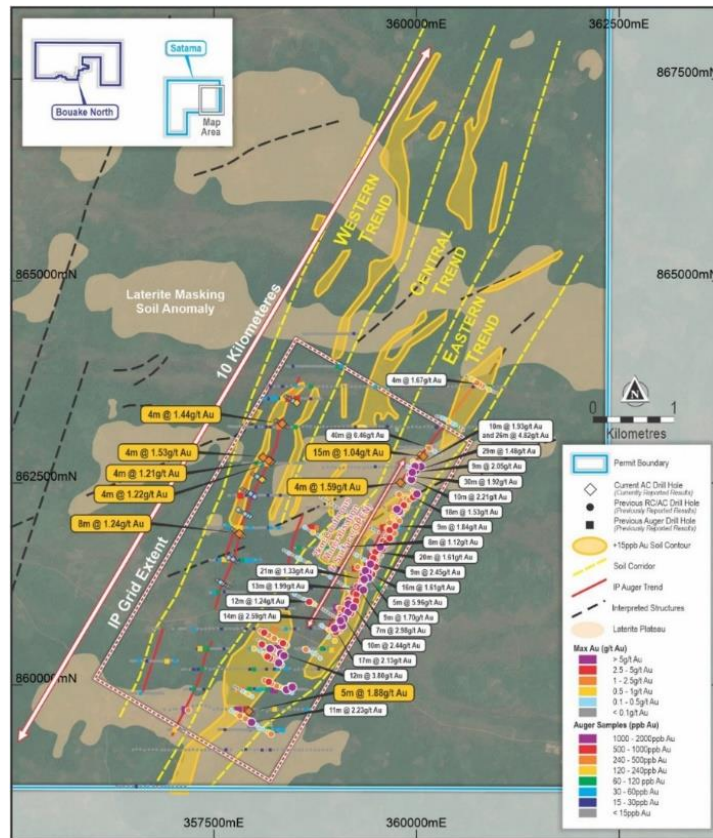 360000mE
362500mE
Satama
Bouake North
Map
Area
867500mN
867500mN
WESTERN
TREND
CENTRAL
TREND
EASTERN
TREND
865000mN
865000mN
Laterite Masking
Soil Anomaly
10 Kilometeres
4m @ 1.67g/t Au
N
4m @ 1.44g/t Au
10m @ 1.93g/t Au
and 26m @ 4.62g/t Au
0 1
Kilometres
40m @ 0.46g/t Au
4m @ 1.53g/t Au
15m @ 1.04g/t Au
29m @ 1.48g/t Au
4m @ 1.21g/t Au
9m @ 2.05g/t Au
862500mN
4m @ 1.22g/t Au
4m @ 1.59g/t Au
30m @ 1.92g/t Au
10m @ 2.21g/t Au
8m @ 1.24g/t Au
18m @ 1.53g/t Au
9m @ 1.84g/t Au
8m @ 1.12g/t Au
20m @ 1.61g/t Au
21m @ 1.33g/t Au
9m @ 2.45g/t Au
13m @ 1.99g/t Au
16m @ 1.61g/t Au
12m @ 1.24g/t Au
5m @ 5.96g/t Au
14m @ 2.59g/t Au
9m @ 1.70g/t Au
7m @ 2.98g/t Au
10m @ 2.44g/t Au
17m @ 2.13g/t Au
IP Grid Extent
860000mN
12m @ 3.86g/t Au
5m @ 1.88g/t Au
11m @ 2.23g/t Au
Permit Boundary
Current AC Drill Hole
(Currently Reported Results)
Previous RC/AC Drill Hole
(Previously Reported Results)
Previous Auger Drill Hole
(Previously Reported Results)
+15ppb Au Soil Contour
Soil Corridor
IP Auger Trend
Interpreted Structures
Laterite Plateau
Max Au (g/t Au)
> 5g/t Au
2.5 - 5g/t Au
1 - 2.5g/t Au
0.5 - 1g/t Au
0.1 - 0.5g/t Au
< 0.1g/t Au
Auger Samples (ppb Au)
1000 - 2000ppb Au
500 - 1000ppb Au
240 - 500ppb Au
120 - 240ppb Au
60 - 120 ppb Au
30 - 60ppb Au
15 - 30ppb Au
< 15ppb Au
357500mE
360000mE